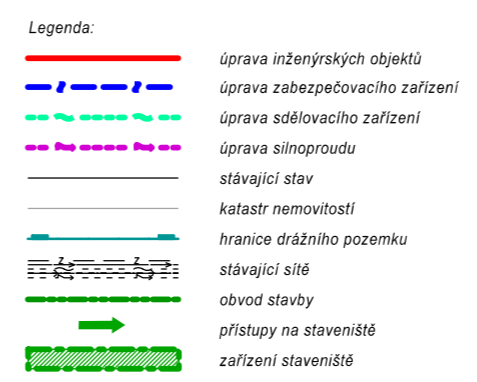 Legenda:
úprava inženýrských objektů
úprava zabezpečovacího zařízení
úprava sdělovacího zařízení
úprava silnoproudu
stávající stav
katastr nemovitostí
hranice drážního pozemku
Z Z
stávající sítě
obvod stavby
přístupy na staveniště
zařízení staveniště